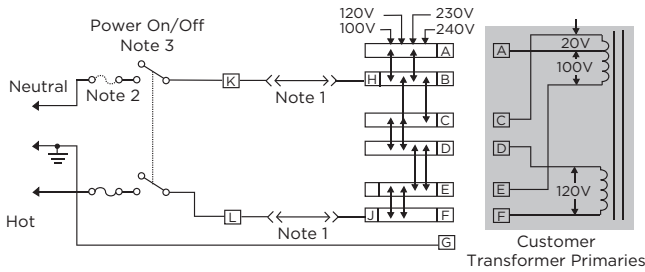 120V 230V
100V 240V
Power On/Off
Note 3
Neutral
Note 2
K
Note 1
H
A
B
C
D
E
J
F
G
Hot
L
Note 1
A
20V
100V
C
D
E
120V
F
Customer
Transformer Primaries